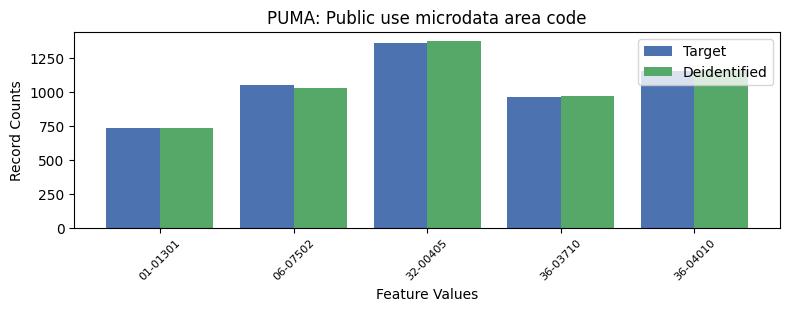 PUMA: Public use microdata area code
Target
Deidentified
Record Counts
1250
1000
750
500
250
0
01-01301
06-07502
32-00405
36-03710
36-04010
Feature Values